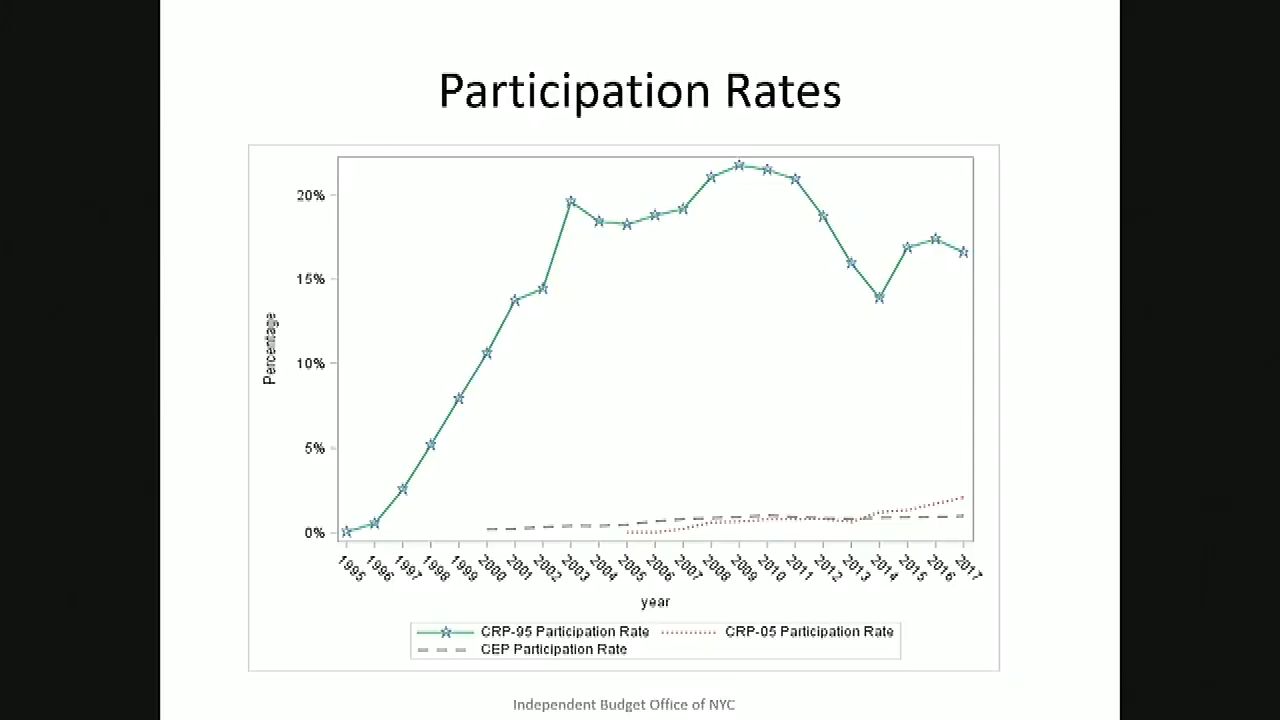 Participation Rates
20%
15%
10%
5%
0%
Percentage
1995 1996 1997 1998 1999 2000 2001 2002 2003 2004 2005 2006 2007 2008 2009 2010 2011 2012 2013 2014 2015 2016 2017
year
CRP-95 Participation Rate CRP-05 Participation Rate
CEP Participation Rate
Independent Budget Office of NYC